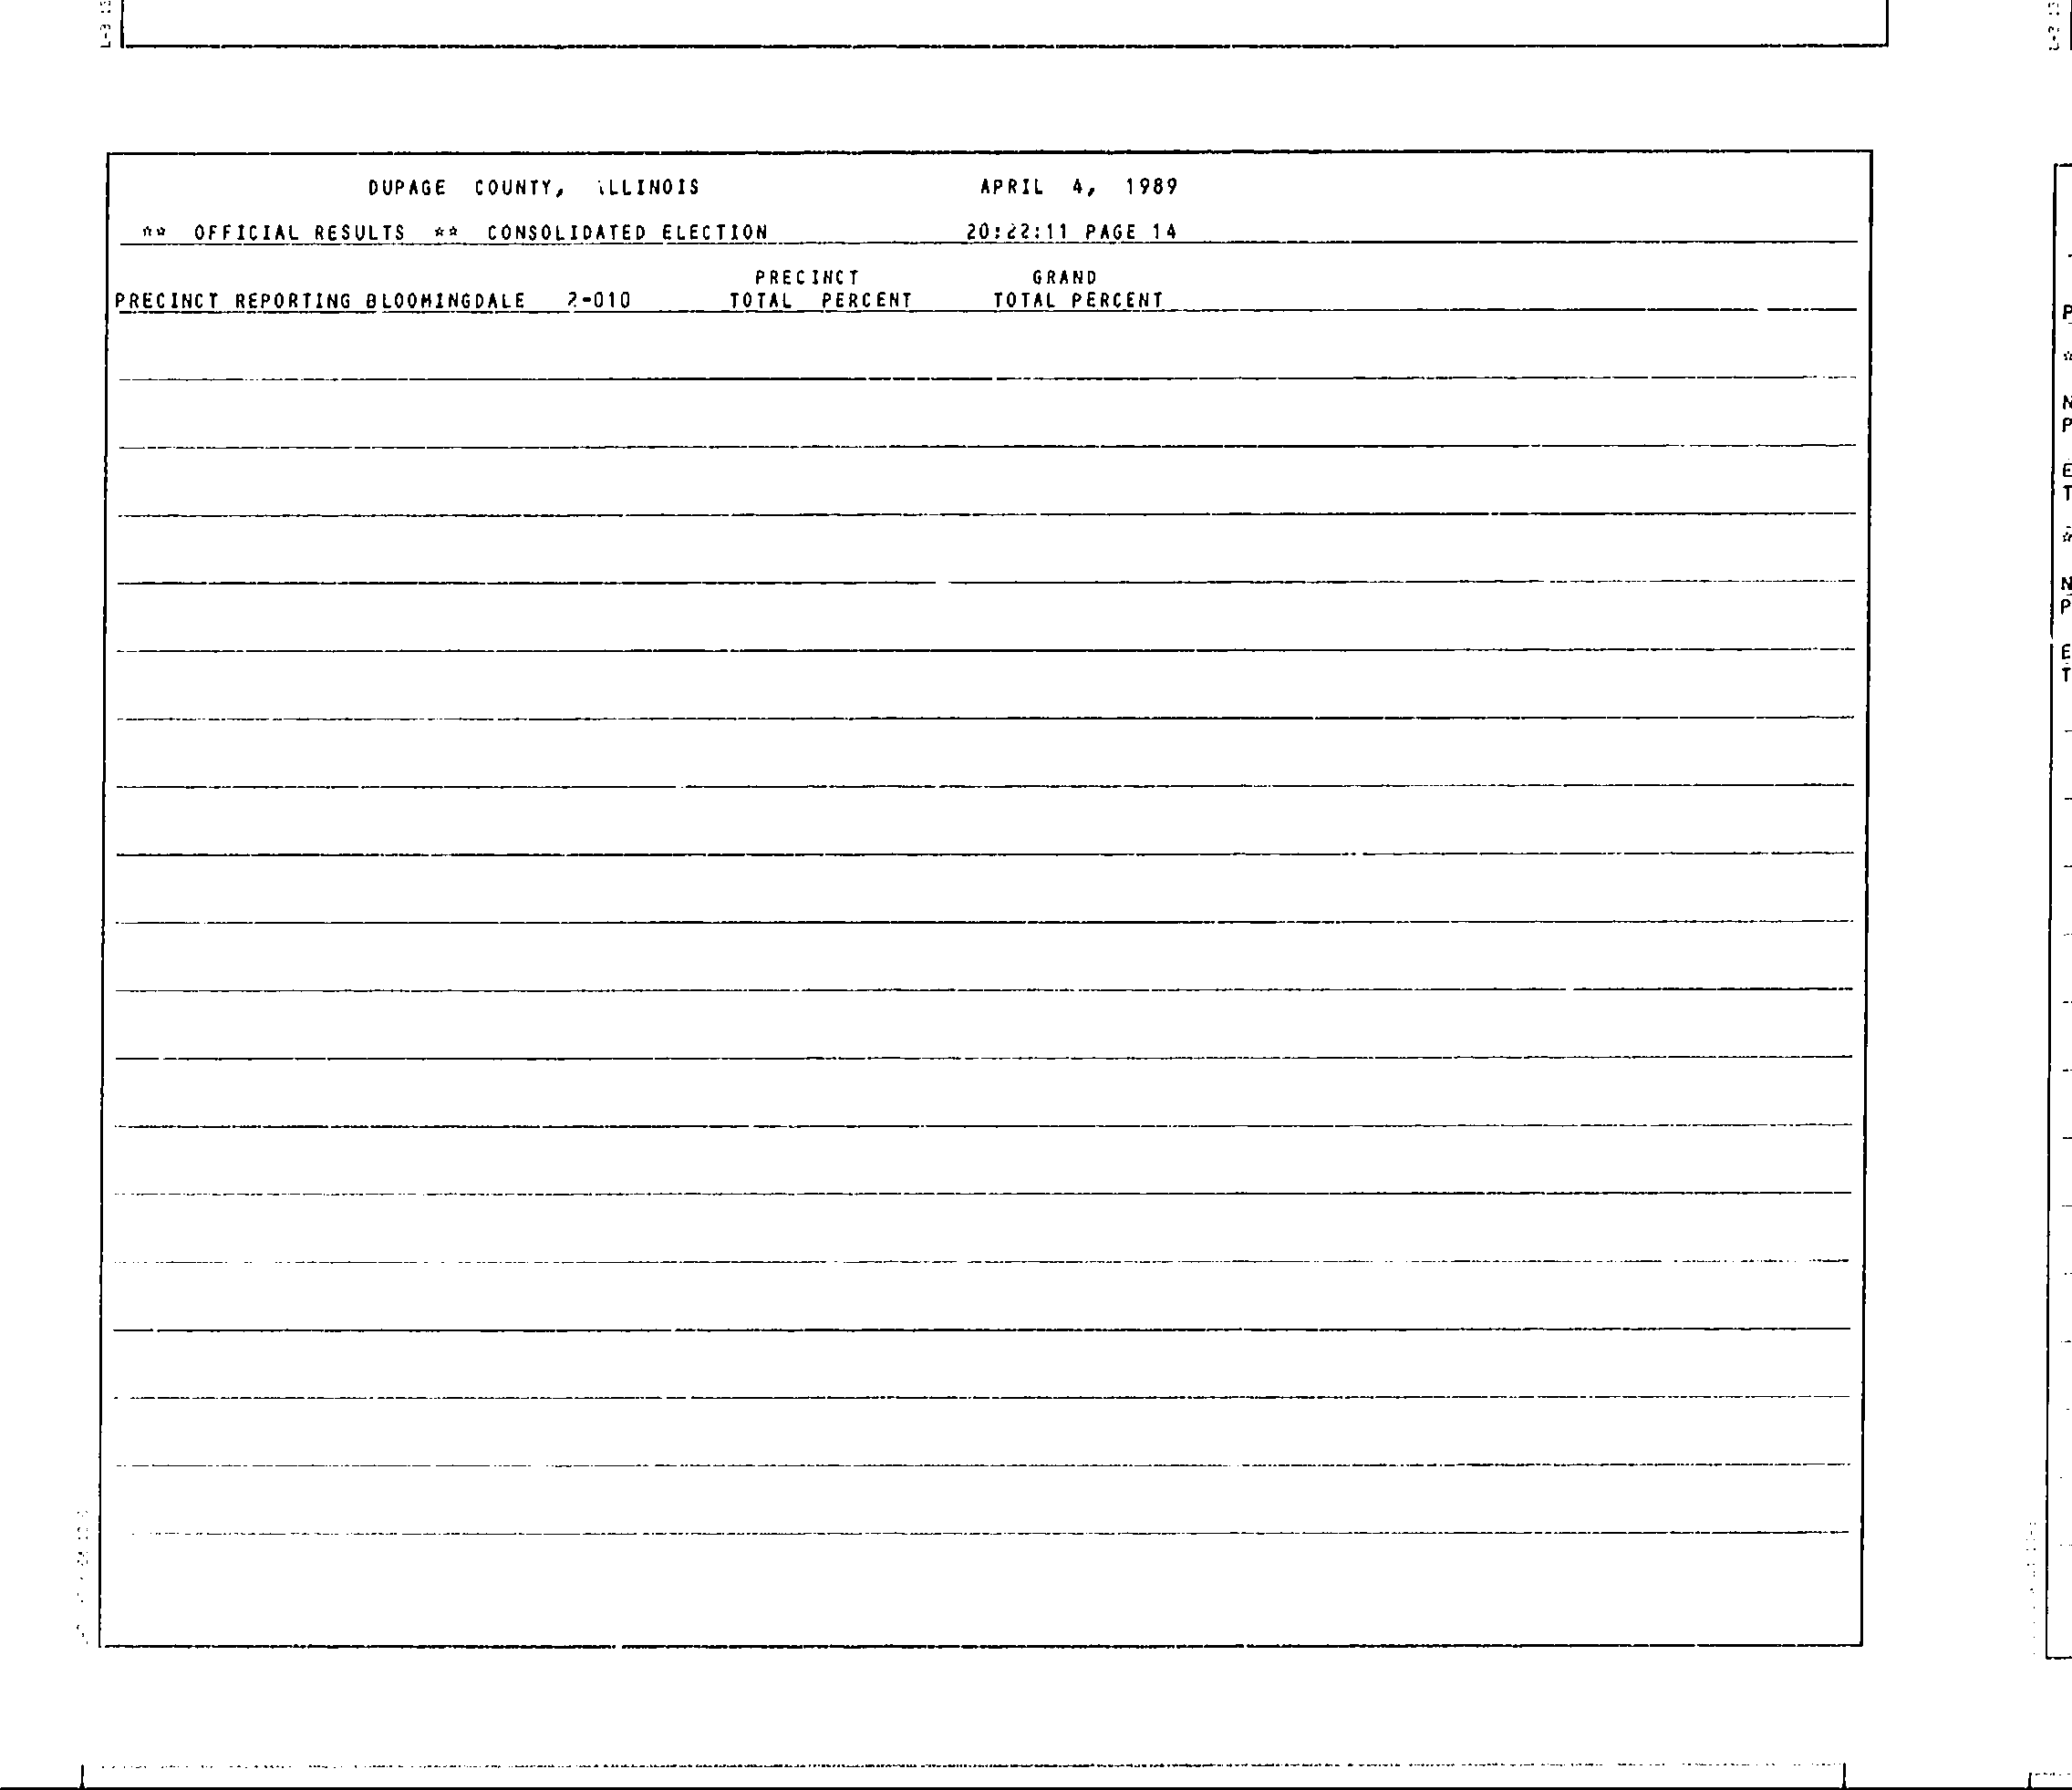 DUPAGE COUNTY, ILLINOIS APRIL 4, 1989
** OFFICIAL RESULTS ** CONSOLIDATED ELECTION 20:22:11 PAGE 14
PRECINCT GRAND
PRECINCT REPORTING BLOOMINGDALE 2-010 TOTAL PERCENT TOTAL PERCENT